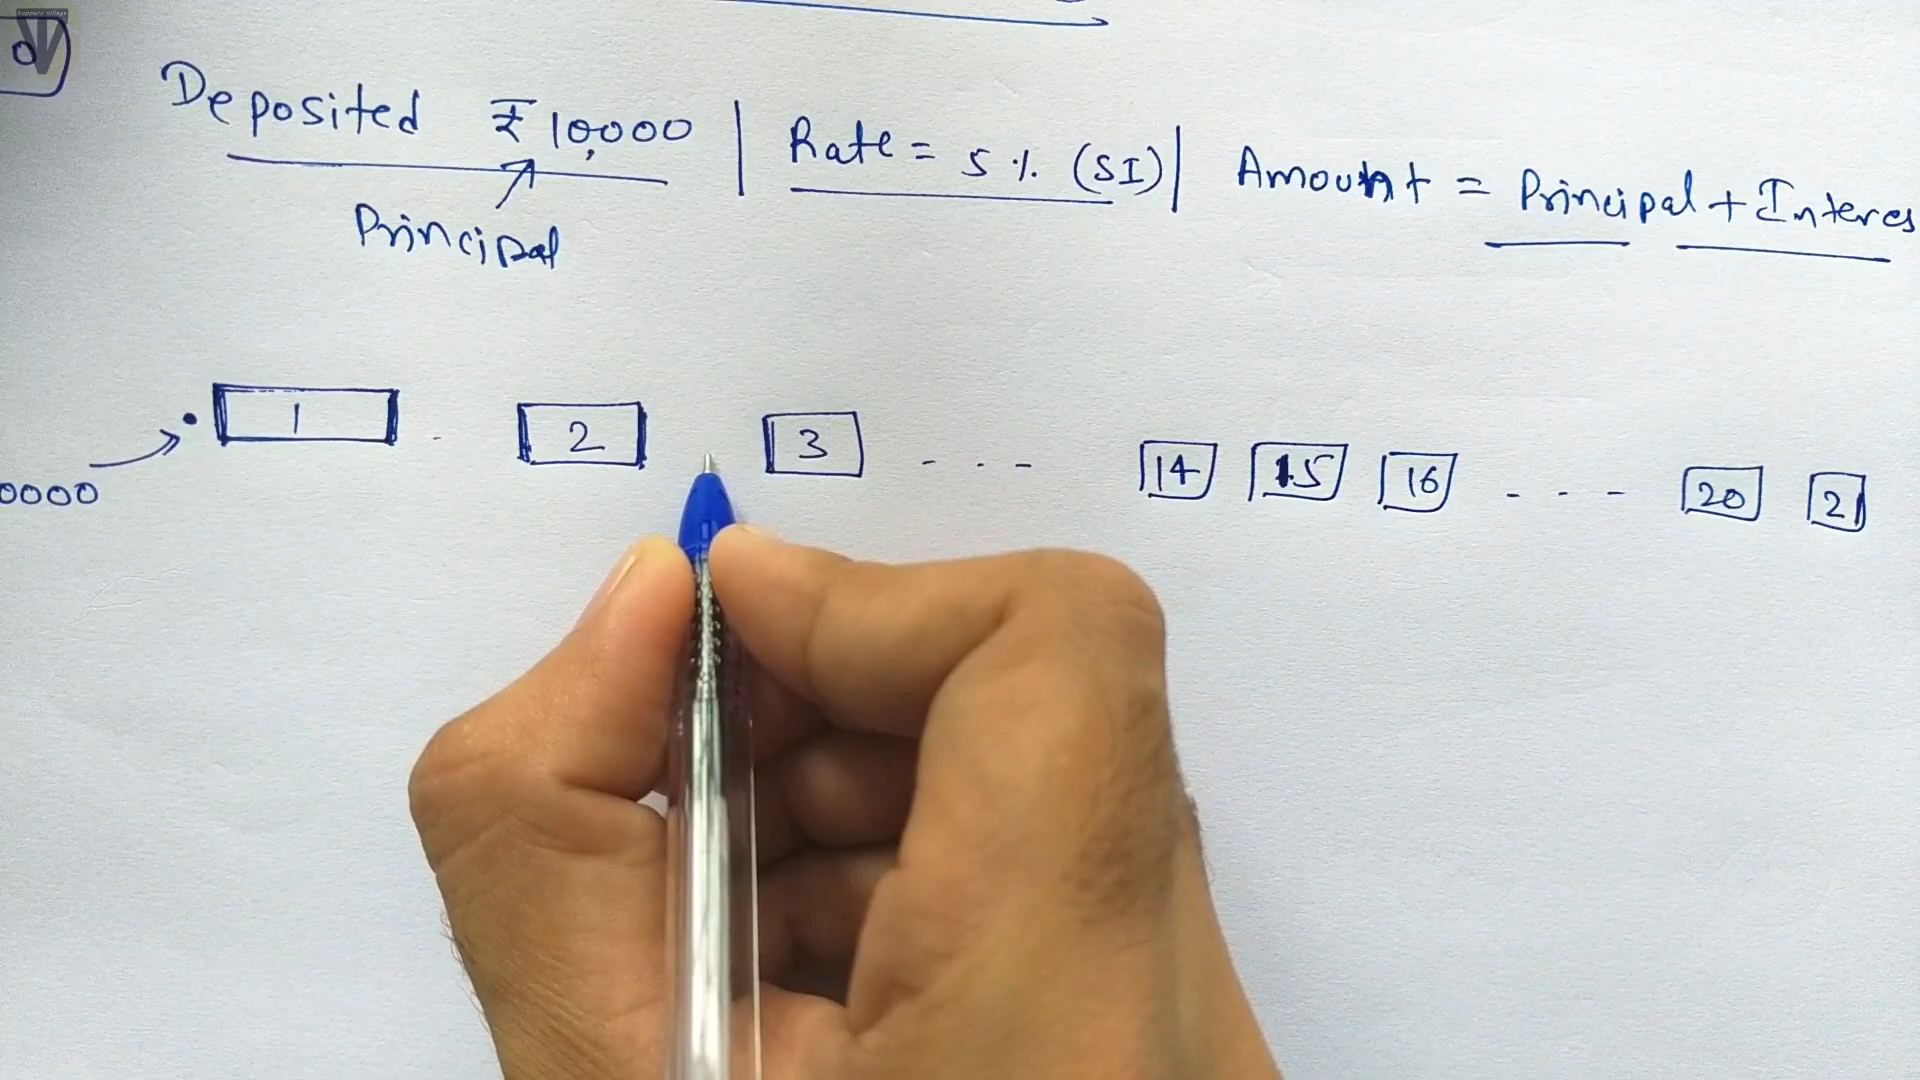 Deposited ₹10,000 | Rate = 5 % (SI) | Amount = Principal + Interes
Principal
1 2 3 - - - 14 15 16 - - - 20 21
0000